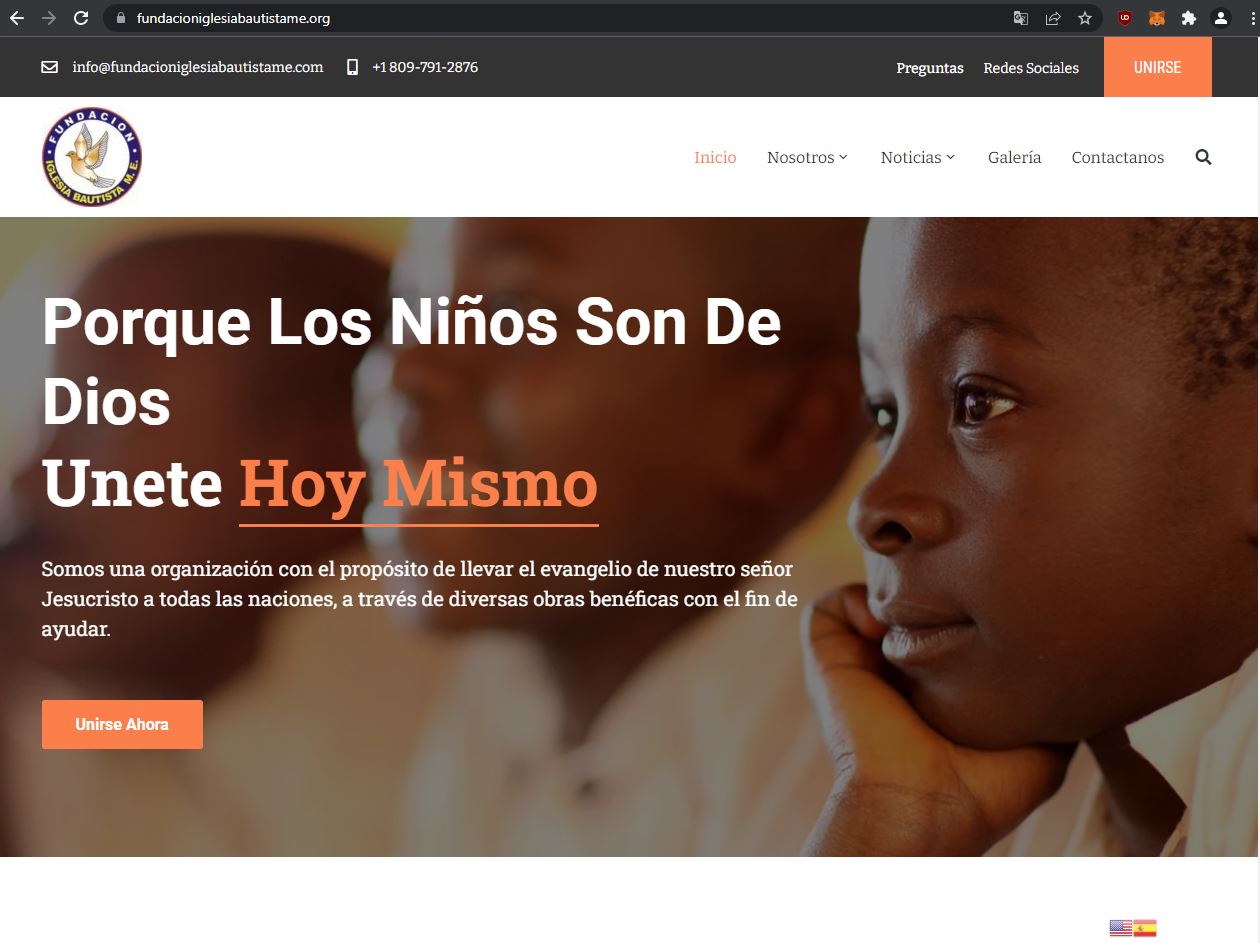 fundacioniglesiabautistame.org
info@fundacioniglesiabautistame.com +1 809-791-2876 Preguntas Redes Sociales UNIRSE
FUNDACION
IGLESIA BAUTISTA M. E.
Inicio Nosotros Noticias Galería Contactanos
Porque Los Niños Son De
Dios
Unete Hoy Mismo
Somos una organización con el propósito de llevar el evangelio de nuestro señor
Jesucristo a todas las naciones, a través de diversas obras benéficas con el fin de
ayudar.
Unirse Ahora